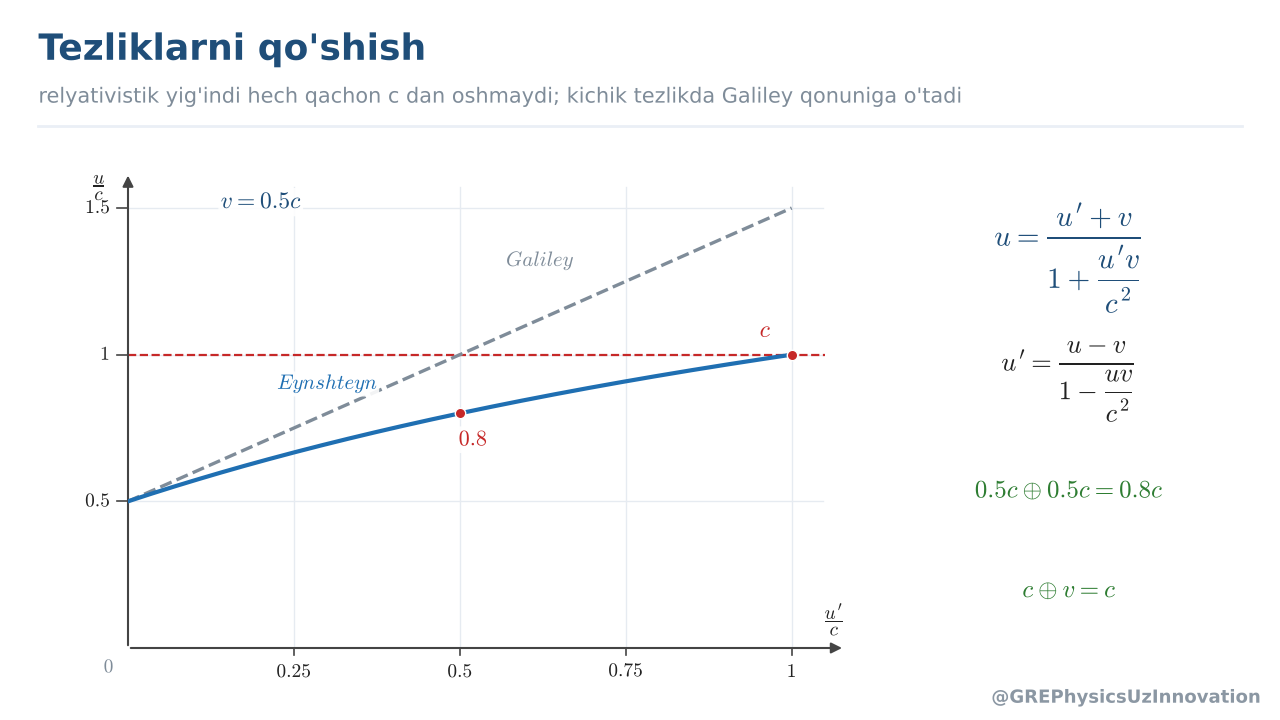 Tezliklarni qo'shish
relyativistik yig'indi hech qachon c dan oshmaydi; kichik tezlikda Galiley qonuniga o'tadi
u/c
1.5
v = 0.5c
Galiley
c
1
Eynshteyn
0.8
0.5
u'/c
0
0.25
0.5
0.75
1
u = (u' + v) / (1 + u'v/c²)
u' = (u − v) / (1 − uv/c²)
0.5c ⊕ 0.5c = 0.8c
c ⊕ v = c
@GREPhysicsUzInnovation